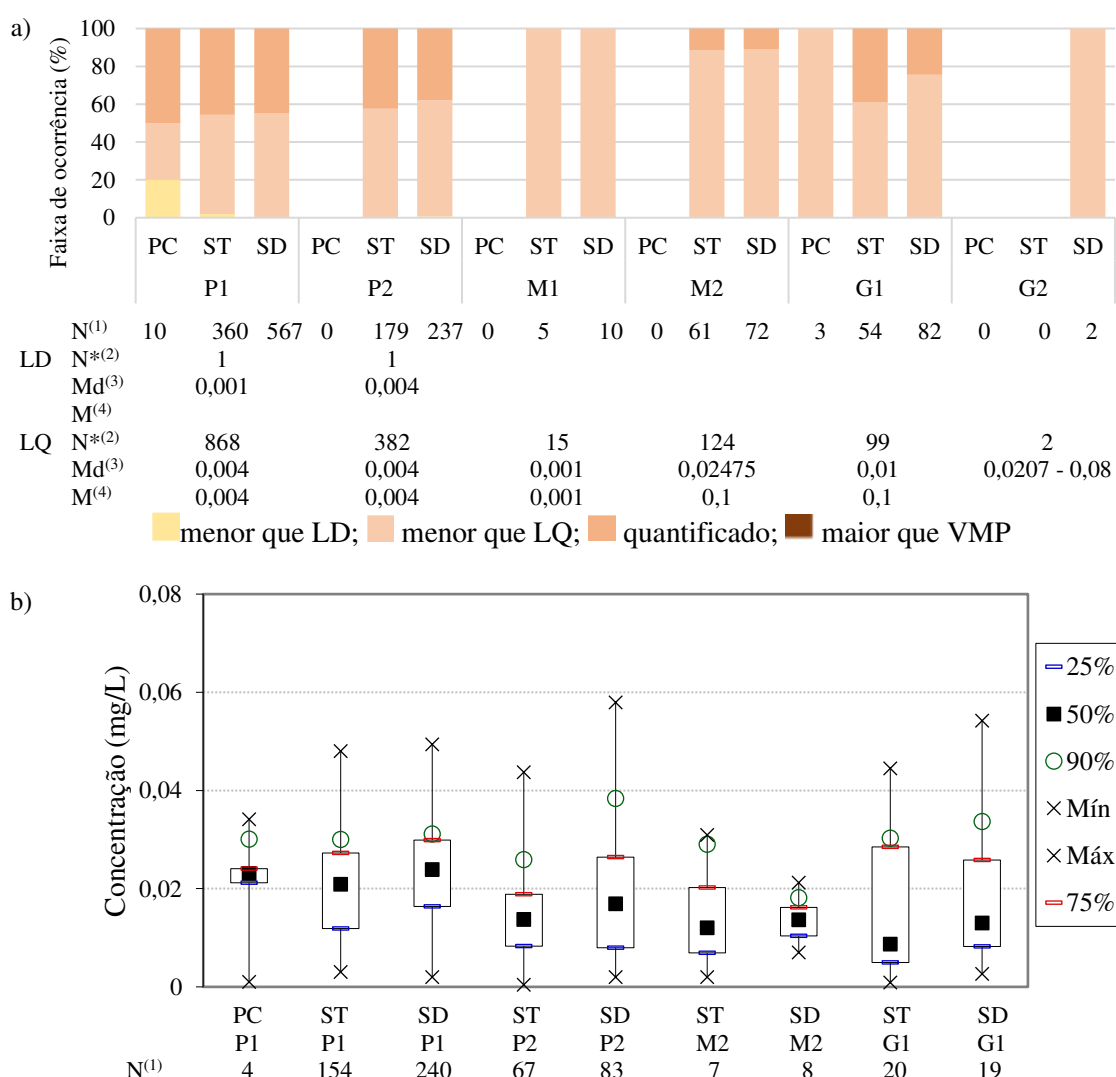 a)
Faixa de ocorrência (%)
100
80
60
40
20
0
PC ST SD PC ST SD PC ST SD PC ST SD PC ST SD PC ST SD
P1 P2 M1 M2 G1 G2
N(1) 10 360 567 0 179 237 0 5 10 0 61 72 3 54 82 0 0 2
LD N*(2) 1 1
Md(3) 0,001 0,004
M(4)
LQ N*(2) 868 382 15 124 99 2
Md(3) 0,004 0,004 0,001 0,02475 0,01 0,0207 - 0,08
M(4) 0,004 0,004 0,001 0,1 0,1
menor que LD; menor que LQ; quantificado; maior que VMP
b)
Concentração (mg/L)
0,08
0,06
0,04
0,02
0
25%
50%
90%
Mín
Máx
75%
PC ST SD ST SD ST SD ST SD
P1 P1 P1 P2 P2 M2 M2 G1 G1
N(1) 4 154 240 67 83 7 8 20 19